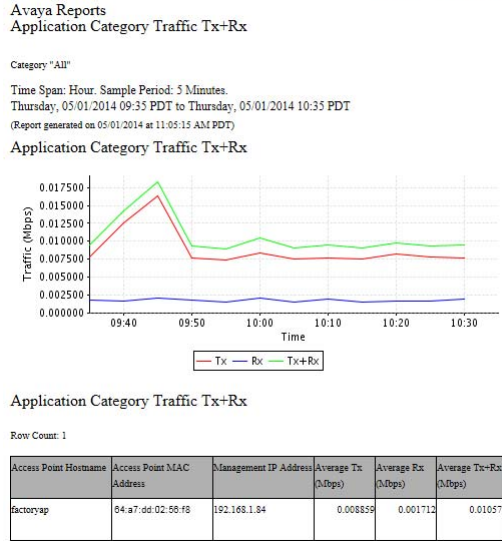 Avaya Reports
Application Category Traffic Tx+Rx
Category "All"
Time Span: Hour. Sample Period: 5 Minutes.
Thursday, 05/01/2014 09:35 PDT to Thursday, 05/01/2014 10:35 PDT
(Report generated on 05/01/2014 at 11:05:15 AM PDT)
Application Category Traffic Tx+Rx
Traffic (Mbps)
0.017500
0.015000
0.012500
0.010000
0.007500
0.005000
0.002500
0.000000
09:40 09:50 10:00 10:10 10:20 10:30
Time
Tx Rx Tx+Rx
Application Category Traffic Tx+Rx
Row Count: 1
Access Point Hostname Access Point MAC Address Management IP Address Average Tx (Mbps) Average Rx (Mbps) Average Tx+Rx (Mbps)
factoryap 64:a7:dd:02:56:f8 192.168.1.84 0.008859 0.001712 0.01057